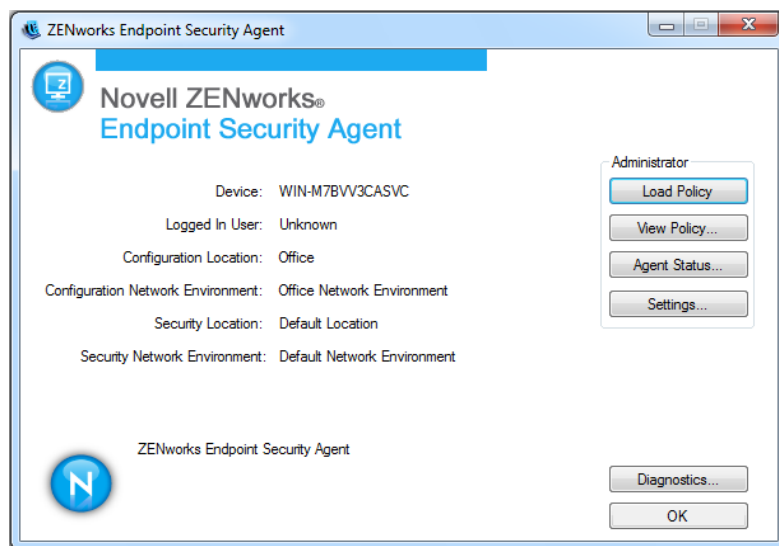 ZENworks Endpoint Security Agent
Z
Novell ZENworks®
Endpoint Security Agent
Administrator
Load Policy
View Policy...
Agent Status...
Settings...
Device: WIN-M7BVV3CASVC
Logged In User: Unknown
Configuration Location: Office
Configuration Network Environment: Office Network Environment
Security Location: Default Location
Security Network Environment: Default Network Environment
ZENworks Endpoint Security Agent
N
Diagnostics...
OK